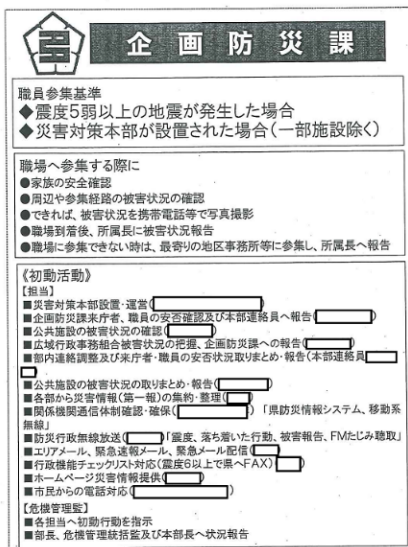 企画防災課
職員参集基準
◆震度5弱以上の地震が発生した場合
◆災害対策本部が設置された場合(一部施設除く)
職場へ参集する際に
●家族の安全確認
●周辺や参集経路の被害状況の確認
●できれば、被害状況を携帯電話等で写真撮影
●職場到着後、所属長に被害状況報告
●職場に参集できない時は、最寄りの地区事務所等に参集し、所属長へ報告
《初動活動》
【担当】
■災害対策本部設置・運営( )
■企画防災課来庁者、職員の安否確認及び本部連絡員へ報告( )
■公共施設の被害状況の確認( )
■広域行政事務組合被害状況の把握、企画防災課への報告( )
■部内連絡調整及び来庁者・職員の安否状況取りまとめ・報告(本部連絡員
)
■公共施設の被害状況の取りまとめ・報告( )
■各部から災害情報(第一報)の集約・整理( )
■関係機関通信体制確認・確保( ) 「県防災情報システム、移動系
無線」
■防災行政無線放送( )「震度、落ち着いた行動、被害報告、FMたじみ聴取」
■エリアメール、緊急速報メール、緊急メール配信( )
■行政機能チェックリスト対応(震度6以上で県へFAX)( )
■ホームページ災害情報提供( )
■市民からの電話対応( )
【危機管理監】
■各担当へ初動行動を指示
■部長、危機管理統括監及び本部長へ状況報告